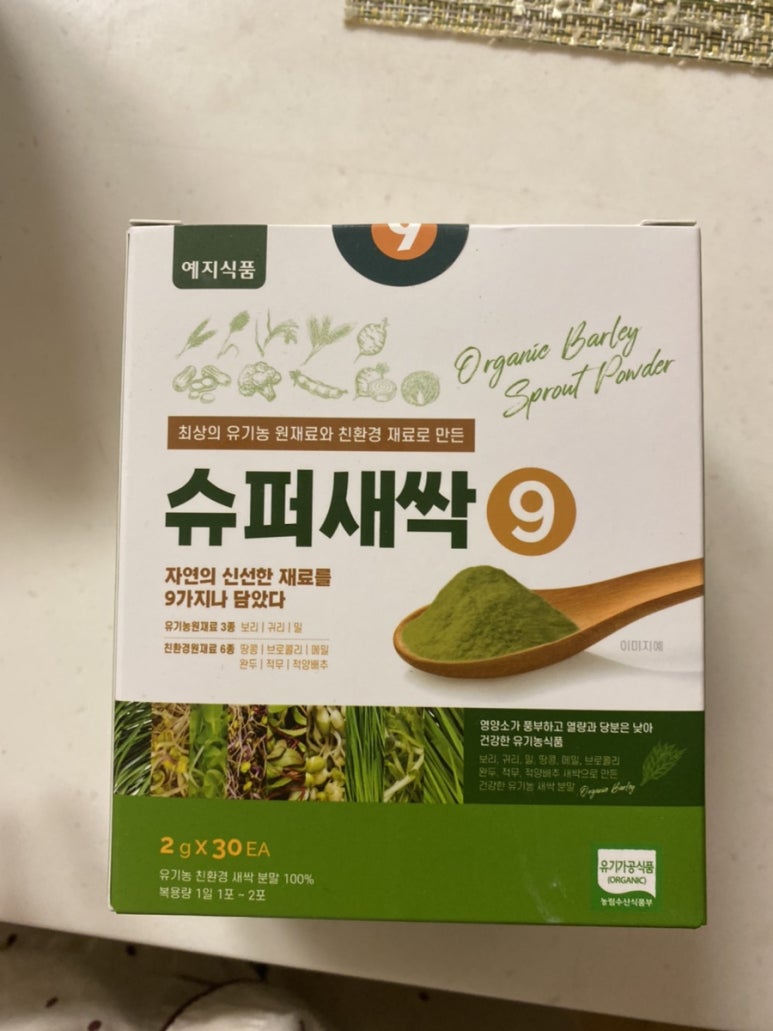 예지식품
9
Organic Barley
Sprout Powder
최상의 유기농 원재료와 친환경 재료로 만든
슈퍼새싹 9
자연의 신선한 재료를
9가지나 담았다
유기농원재료 3종 보리 | 귀리 | 밀
친환경원재료 6종 땅콩 | 브로콜리 | 메밀
완두 | 적무 | 적양배추
이미지예
영양소가 풍부하고 열량과 당분은 낮아
건강한 유기농식품
보리, 귀리, 밀, 땅콩, 메밀, 브로콜리
완두, 적무, 적양배추 새싹으로 만든
건강한 유기농 새싹 분말 Organic Barley
2g X 30 EA
유기농 친환경 새싹 분말 100%
복용량 1일 1포 ~ 2포
유기가공식품
(ORGANIC)
농림수산식품부